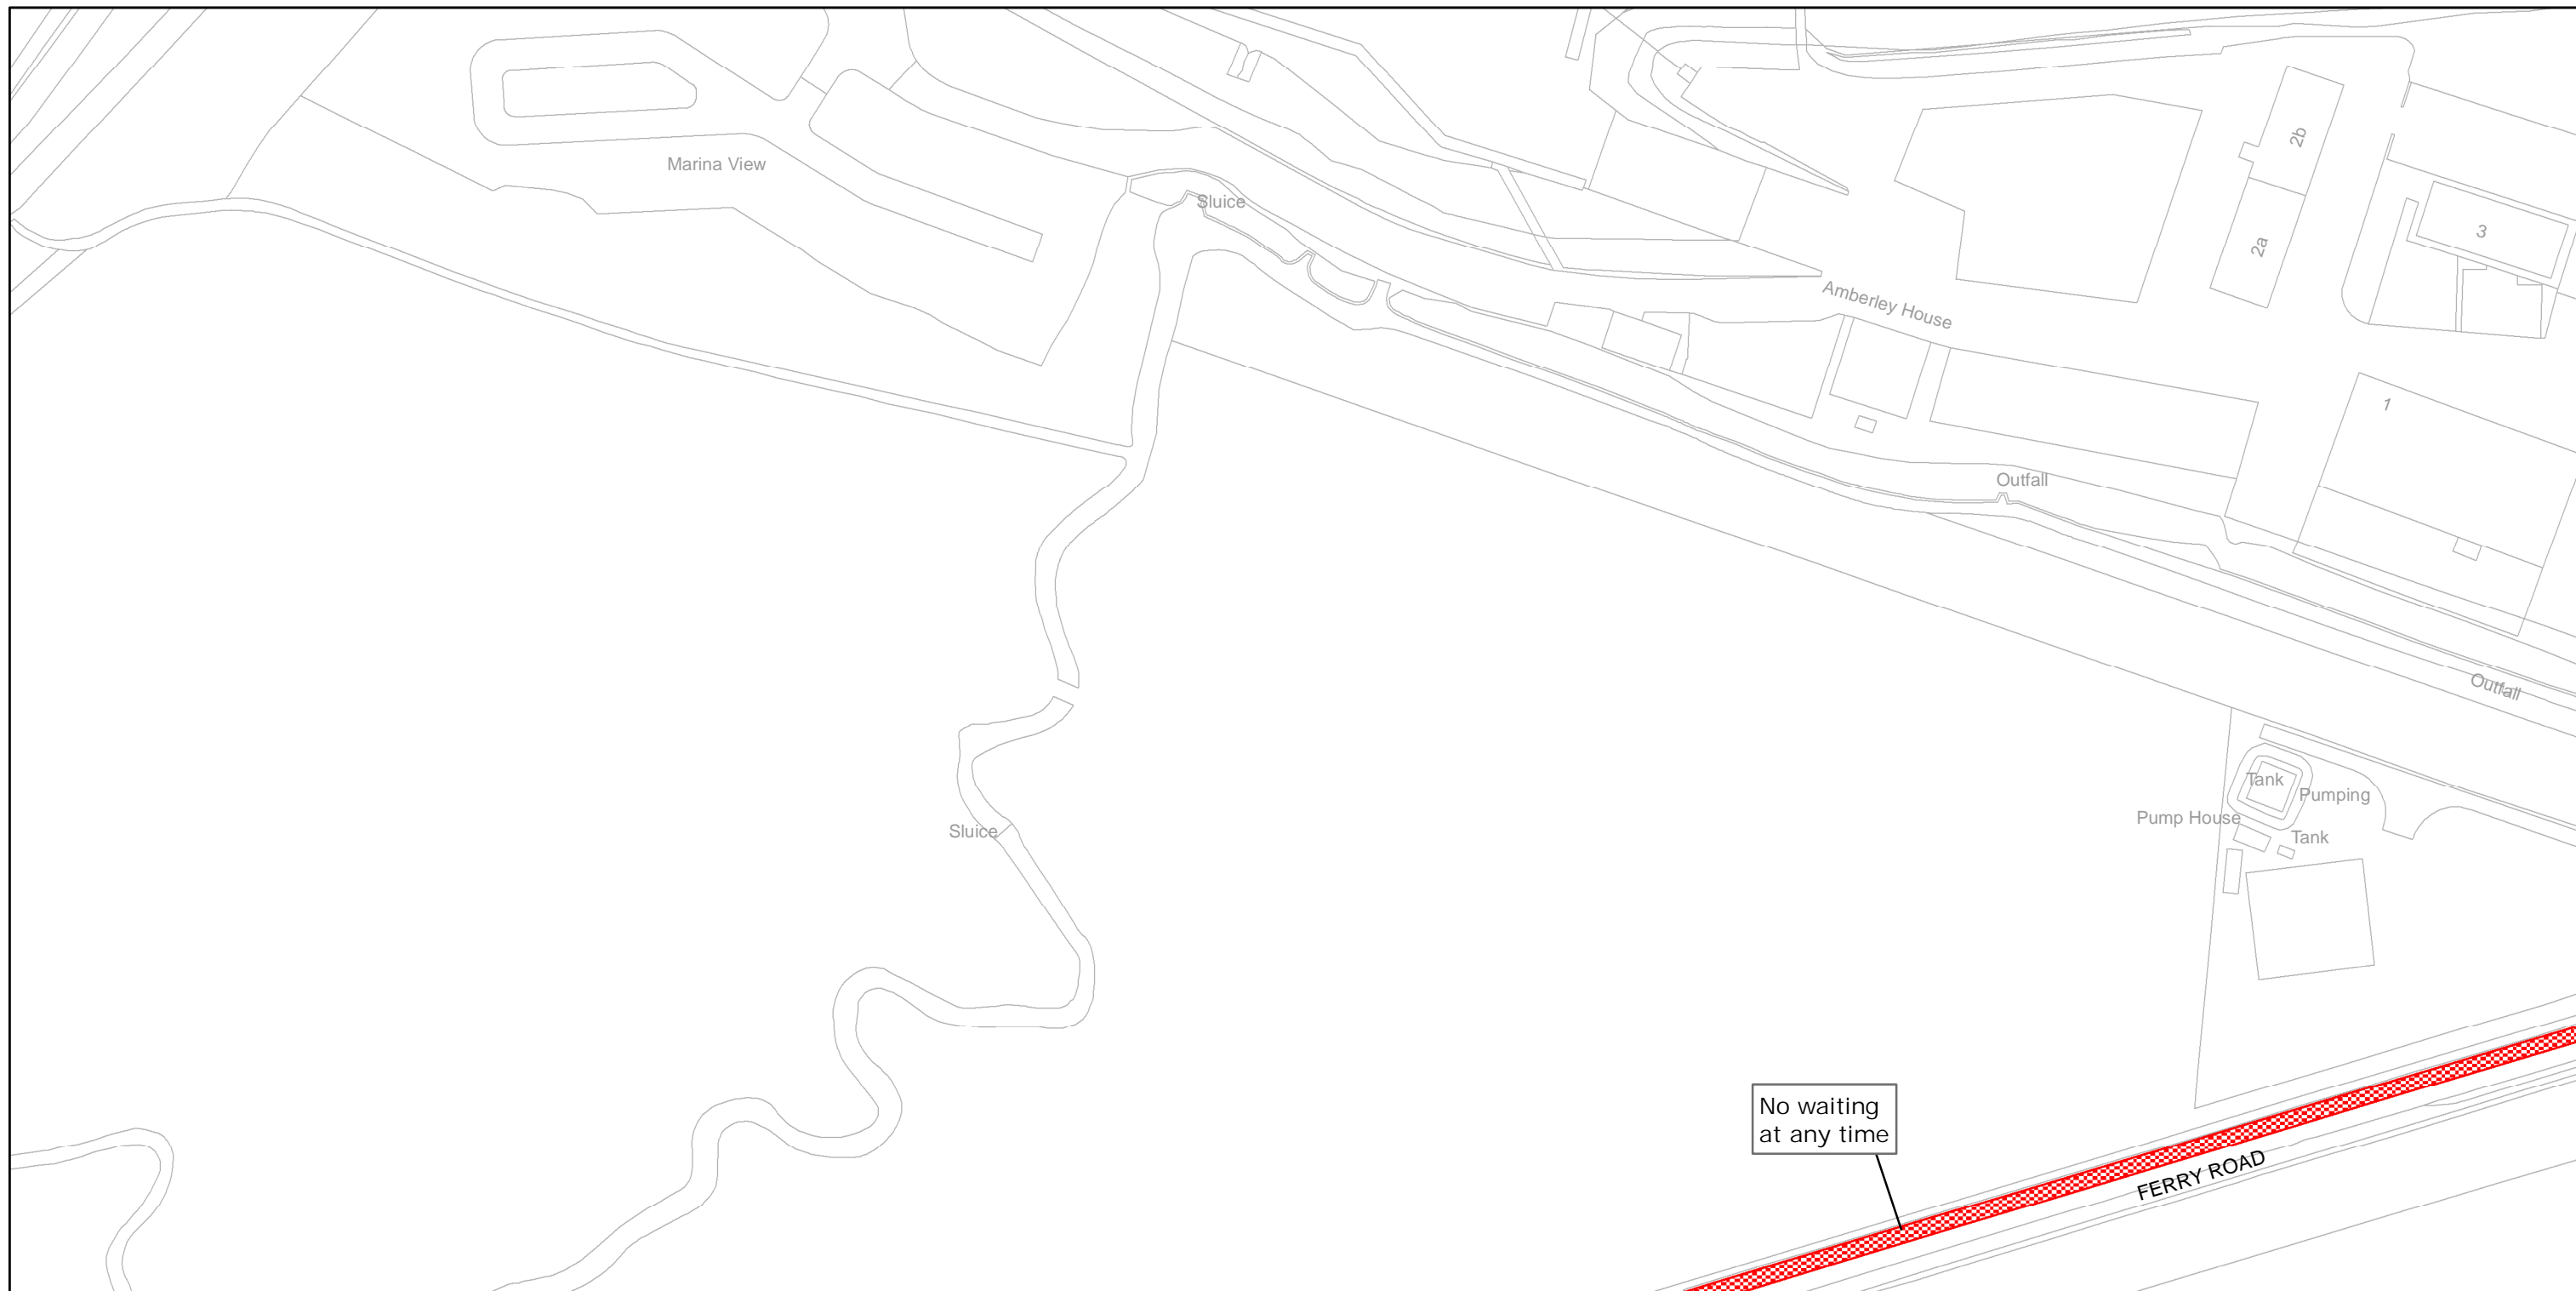 2b
Marina View
Sluice
3
2a
Amberley House
1
Outfall
Outfall
Tank
Pumping
Pump House
Sluice
Tank
No waiting
at any time
FERRY ROAD